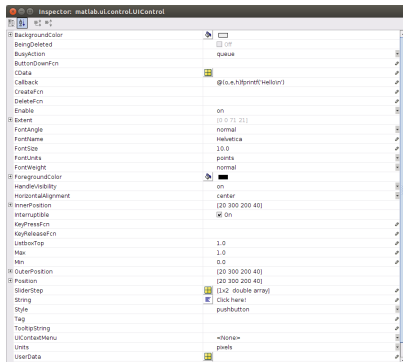 Inspector: matlab.ui.control.UIControl
BackgroundColor
BeingDeleted Off
BusyAction queue
ButtonDownFcn
CData
Callback @(o,e,h)fprintf('Hello\n')
CreateFcn
DeleteFcn
Enable on
Extent [0 0 71 21]
FontAngle normal
FontName Helvetica
FontSize 10.0
FontUnits points
FontWeight normal
ForegroundColor
HandleVisibility on
HorizontalAlignment center
InnerPosition [20 300 200 40]
Interruptible On
KeyPressFcn
KeyReleaseFcn
ListboxTop 1.0
Max 1.0
Min 0.0
OuterPosition [20 300 200 40]
Position [20 300 200 40]
SliderStep [1x2 double array]
String Click here!
Style pushbutton
Tag
TooltipString
UIContextMenu <None>
Units pixels
UserData